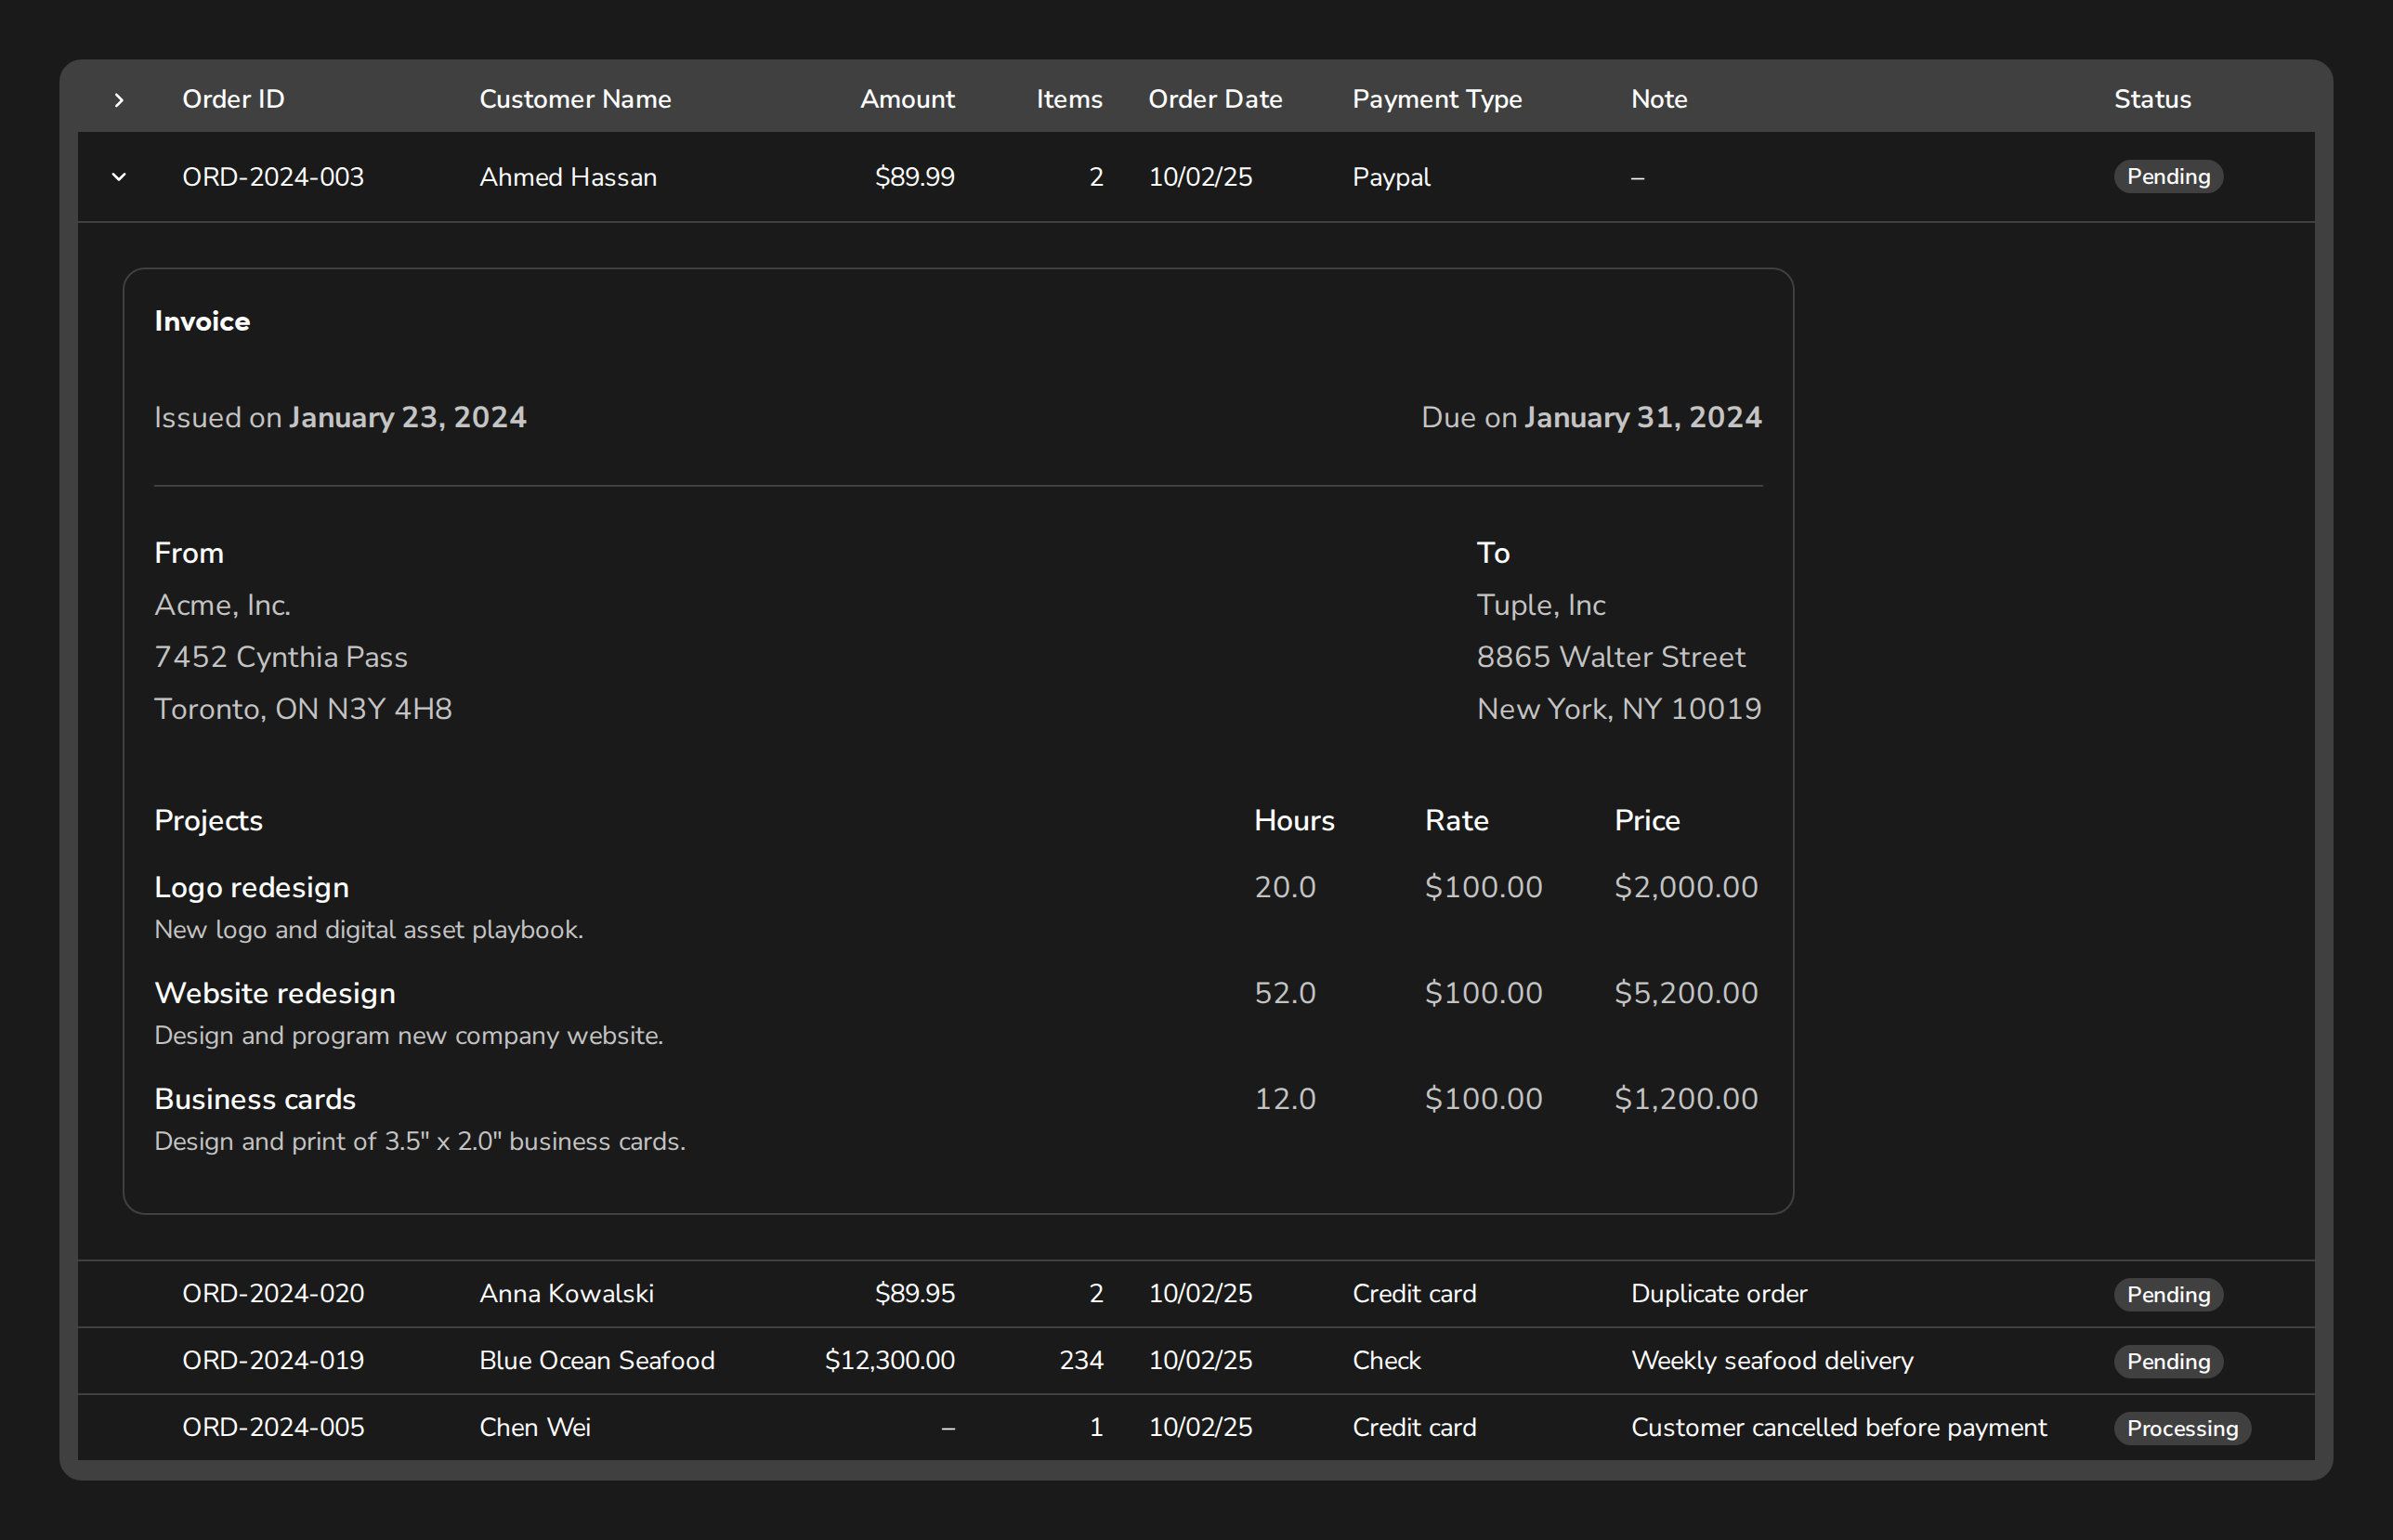 Order ID Customer Name Amount Items Order Date Payment Type Note Status
ORD-2024-003 Ahmed Hassan $89.99 2 10/02/25 Paypal – Pending
Invoice
Issued on January 23, 2024 Due on January 31, 2024
From To
Acme, Inc. Tuple, Inc
7452 Cynthia Pass 8865 Walter Street
Toronto, ON N3Y 4H8 New York, NY 10019
Projects Hours Rate Price
Logo redesign 20.0 $100.00 $2,000.00
New logo and digital asset playbook.
Website redesign 52.0 $100.00 $5,200.00
Design and program new company website.
Business cards 12.0 $100.00 $1,200.00
Design and print of 3.5" x 2.0" business cards.
ORD-2024-020 Anna Kowalski $89.95 2 10/02/25 Credit card Duplicate order Pending
ORD-2024-019 Blue Ocean Seafood $12,300.00 234 10/02/25 Check Weekly seafood delivery Pending
ORD-2024-005 Chen Wei – 1 10/02/25 Credit card Customer cancelled before payment Processing